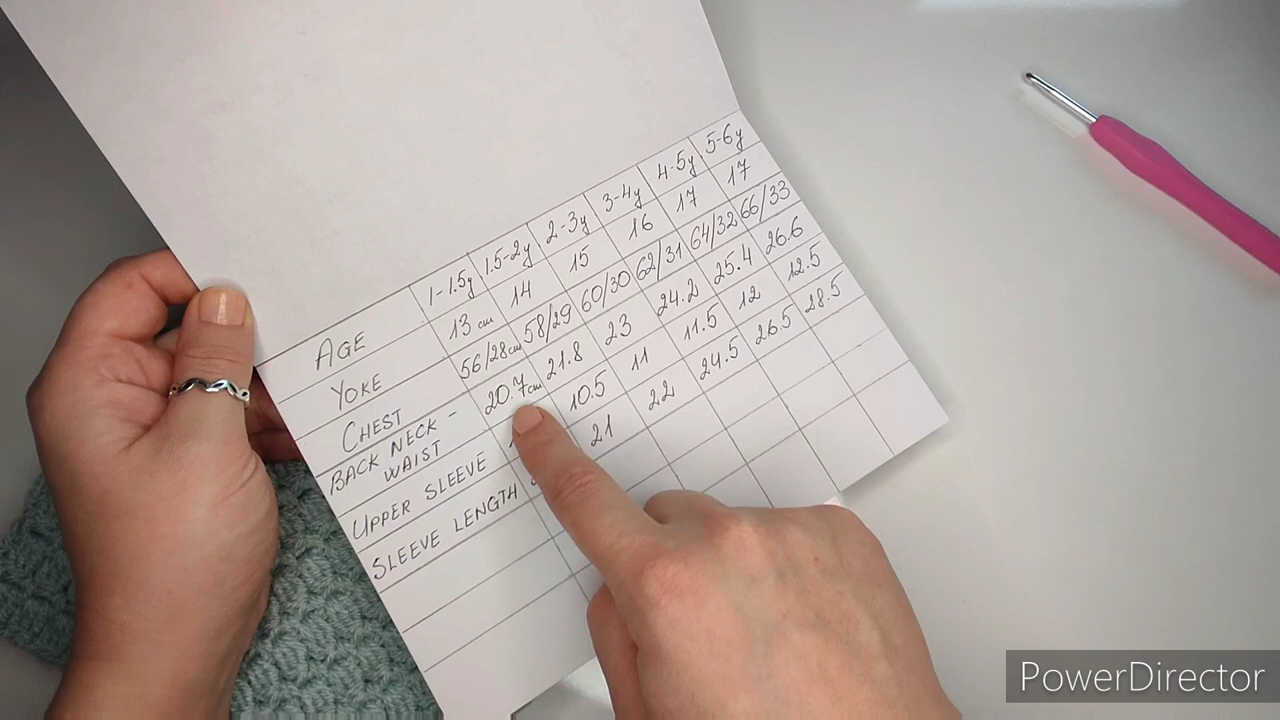 AGE 1-1.5y 1.5-2y 2-3y 3-4y 4-5y 5-6y
YOKE 13 cm 14 15 16 17 17
CHEST 56/28cm 58/29 60/30 62/31 64/32 66/33
BACK NECK - WAIST 20.7cm 21.8 23 24.2 25.4 26.6
UPPER SLEEVE 10.5 11 11.5 12 12.5
SLEEVE LENGTH 21 22 24.5 26.5 28.5
PowerDirector